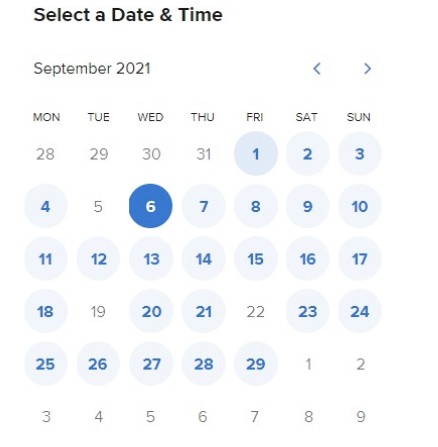 Select a Date & Time
September 2021
MON TUE WED THU FRI SAT SUN
28 29 30 31 1 2 3
4 5 6 7 8 9 10
11 12 13 14 15 16 17
18 19 20 21 22 23 24
25 26 27 28 29 1 2
3 4 5 6 7 8 9